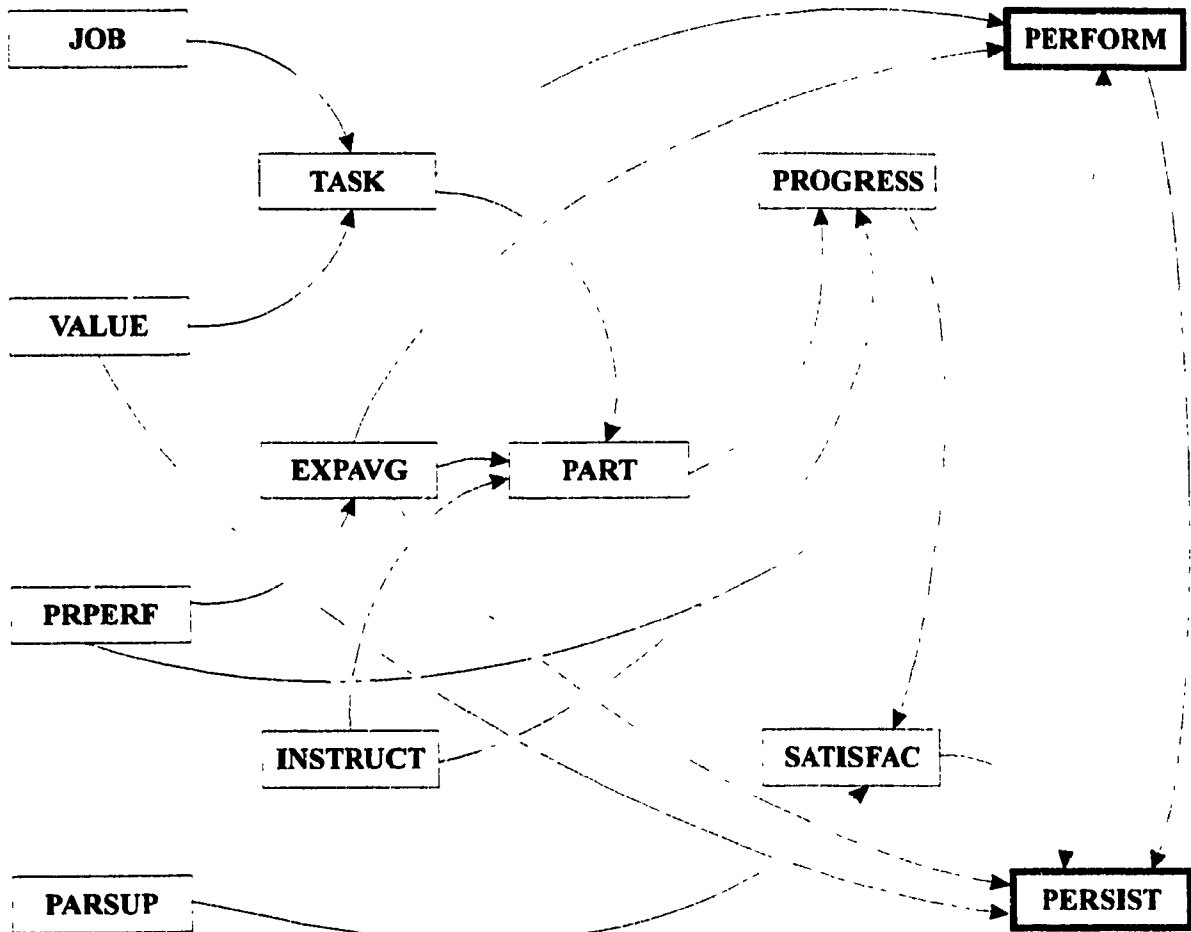 JOB
PERFORM
TASK
PROGRESS
VALUE
EXPAVG
PART
PRPERF
INSTRUCT
SATISFAC
PARSUP
PERSIST